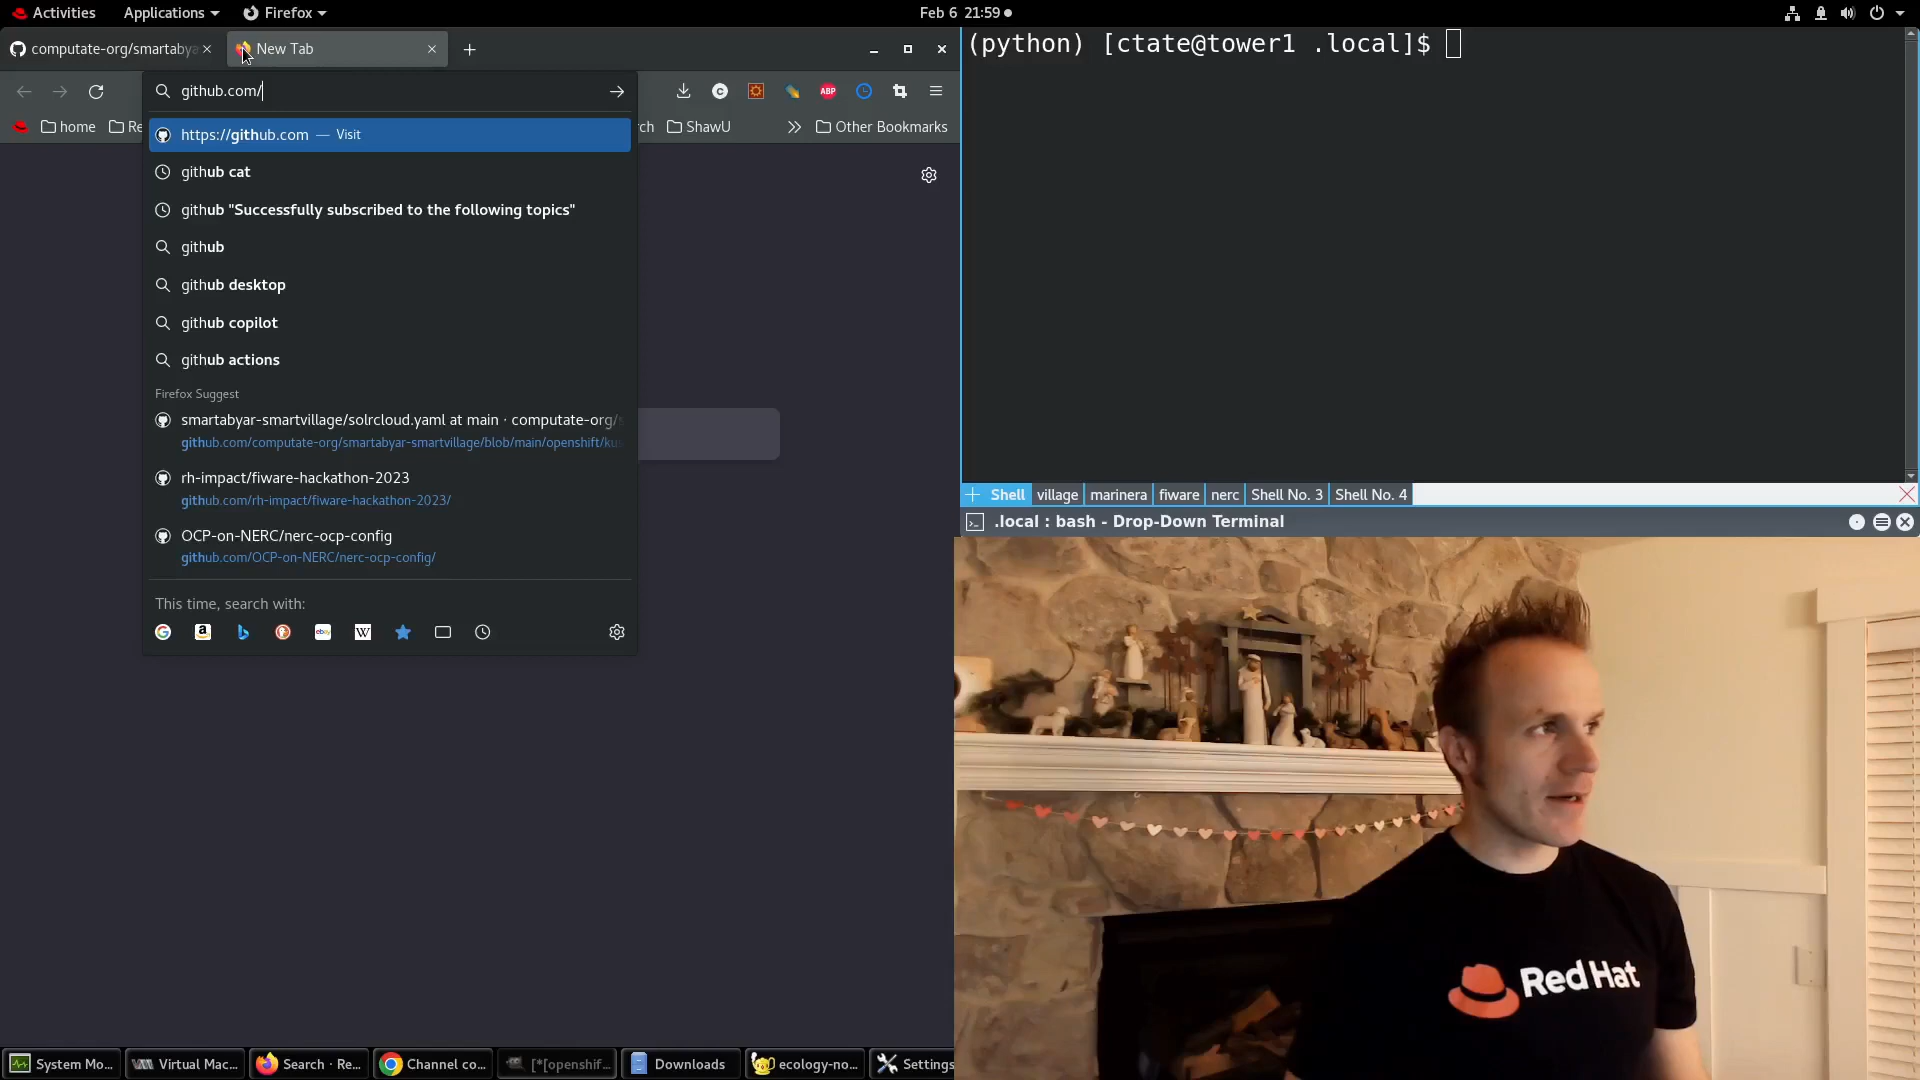 Activities
Applications
Firefox
Feb 6 21:59
computate-org/smartabya
New Tab
github.com/
home
Re
rch
ShawU
Other Bookmarks
https://github.com — Visit
github cat
github "Successfully subscribed to the following topics"
github
github desktop
github copilot
github actions
Firefox Suggest
smartabyar-smartvillage/solrcloud.yaml at main · computate-org/s
github.com/computate-org/smartabyar-smartvillage/blob/main/openshift/kus
rh-impact/fiware-hackathon-2023
github.com/rh-impact/fiware-hackathon-2023/
OCP-on-NERC/nerc-ocp-config
github.com/OCP-on-NERC/nerc-ocp-config/
This time, search with:
(python) [ctate@tower1 .local]$
Shell
village
marinera
fiware
nerc
Shell No. 3
Shell No. 4
.local : bash - Drop-Down Terminal
Red Hat
System Mo...
Virtual Mac...
Search · Re...
Channel co...
[*[openshif...
Downloads
ecology-no...
Settings
ABP